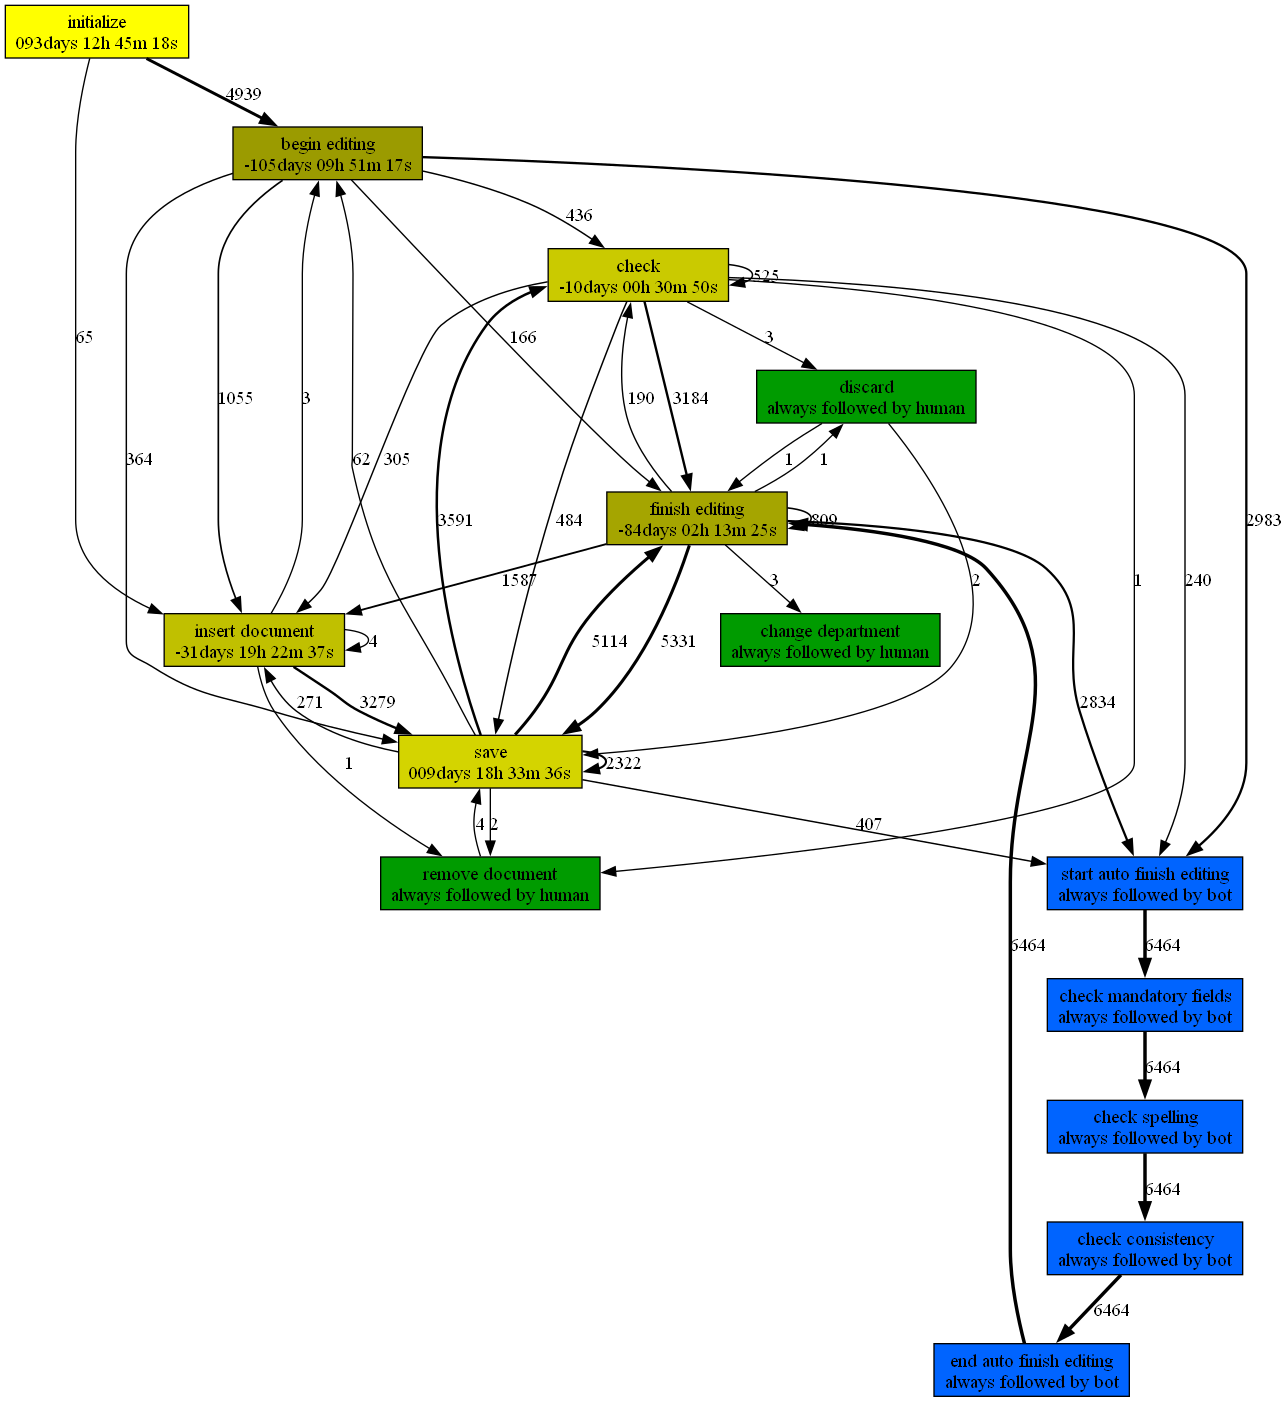 initialize
093days 12h 45m 18s
4939
begin editing
-105days 09h 51m 17s
436
check
-10days 00h 30m 50s
525
65
166
3
1055
3
190
3184
discard
always followed by human
364
62
305
1
1
finish editing
-84days 02h 13m 25s
809
3591
484
2983
1587
3
2
1
240
insert document
-31days 19h 22m 37s
4
5114
5331
change department
always followed by human
271
3279
2834
save
009days 18h 33m 36s
2322
1
4
2
407
remove document
always followed by human
start auto finish editing
always followed by bot
6464
6464
check mandatory fields
always followed by bot
6464
check spelling
always followed by bot
6464
check consistency
always followed by bot
6464
end auto finish editing
always followed by bot